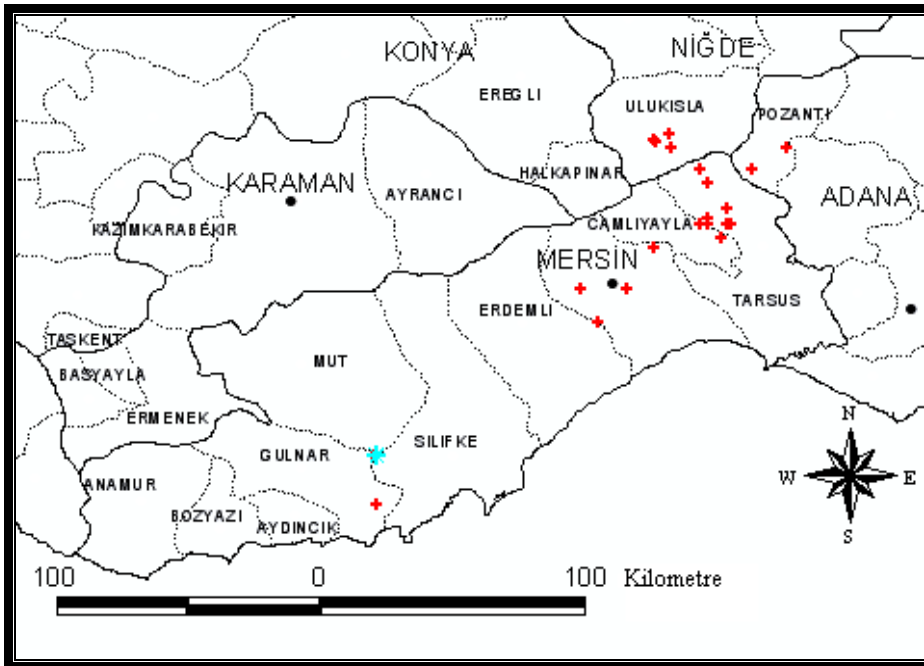 KONYA
NİĞDE
EREGLI
ULUKISLA
POZANTI
HALKAPINAR
KARAMAN
AYRANCI
ADANA
KAZIMKARABEKIR
CAMLIYAYLA
MERSİN
TARSUS
ERDEMLI
TASKENT
MUT
BASYAYLA
ERMENEK
SILIFKE
GULNAR
ANAMUR
BOZYAZI
AYDINCIK
N
W E
S
100 0 100 Kilometre